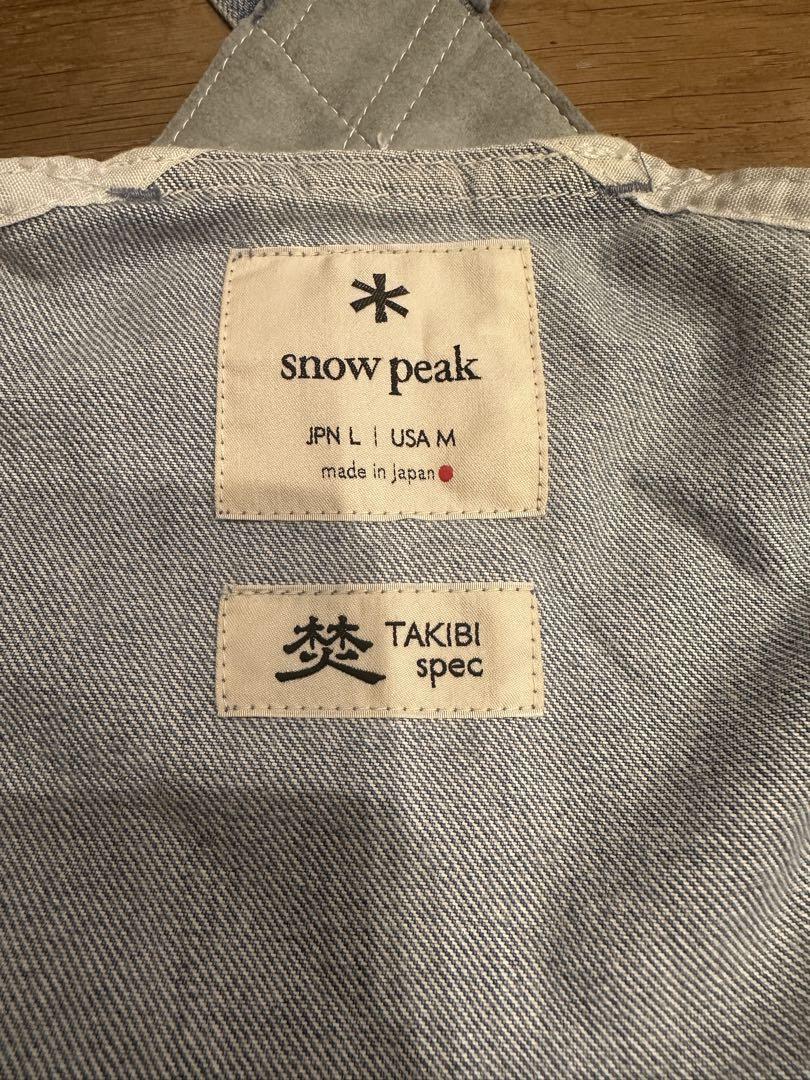 snow peak
JPN L | USA M
made in Japan
焚 TAKIBI
spec